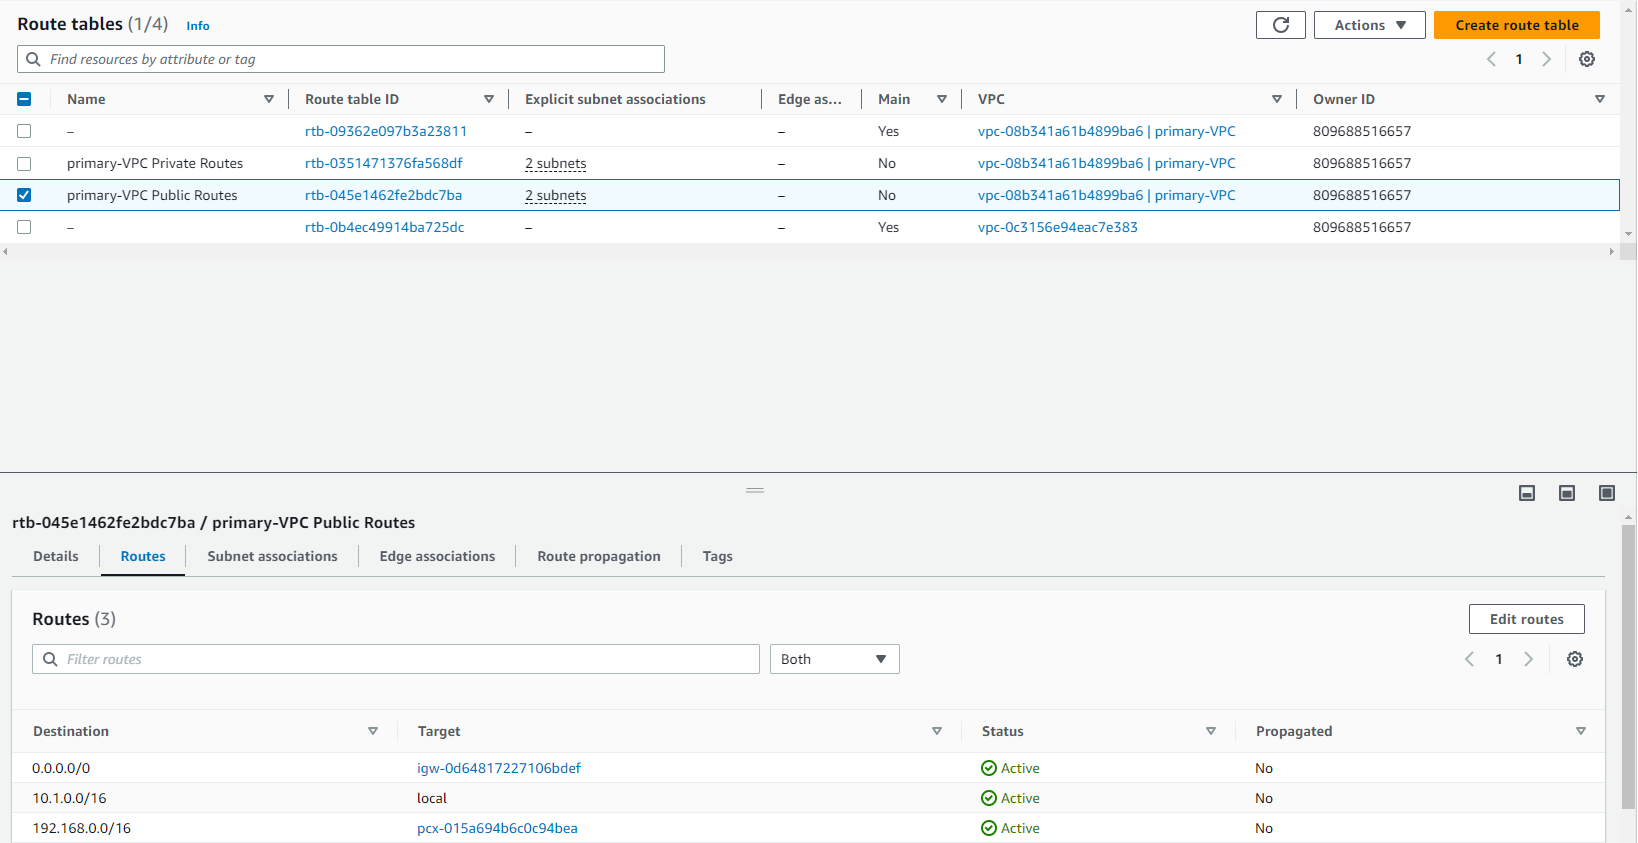 Route tables (1/4) Info
Actions
Create route table
Find resources by attribute or tag
1
Name Route table ID Explicit subnet associations Edge as... Main VPC Owner ID
– rtb-09362e097b3a23811 – – Yes vpc-08b341a61b4899ba6 | primary-VPC 809688516657
primary-VPC Private Routes rtb-0351471376fa568df 2 subnets – No vpc-08b341a61b4899ba6 | primary-VPC 809688516657
primary-VPC Public Routes rtb-045e1462fe2bdc7ba 2 subnets – No vpc-08b341a61b4899ba6 | primary-VPC 809688516657
– rtb-0b4ec49914ba725dc – – Yes vpc-0c3156e94eac7e383 809688516657
rtb-045e1462fe2bdc7ba / primary-VPC Public Routes
Details Routes Subnet associations Edge associations Route propagation Tags
Routes (3)
Edit routes
Filter routes
Both
1
Destination Target Status Propagated
0.0.0.0/0 igw-0d64817227106bdef Active No
10.1.0.0/16 local Active No
192.168.0.0/16 pcx-015a694b6c0c94bea Active No